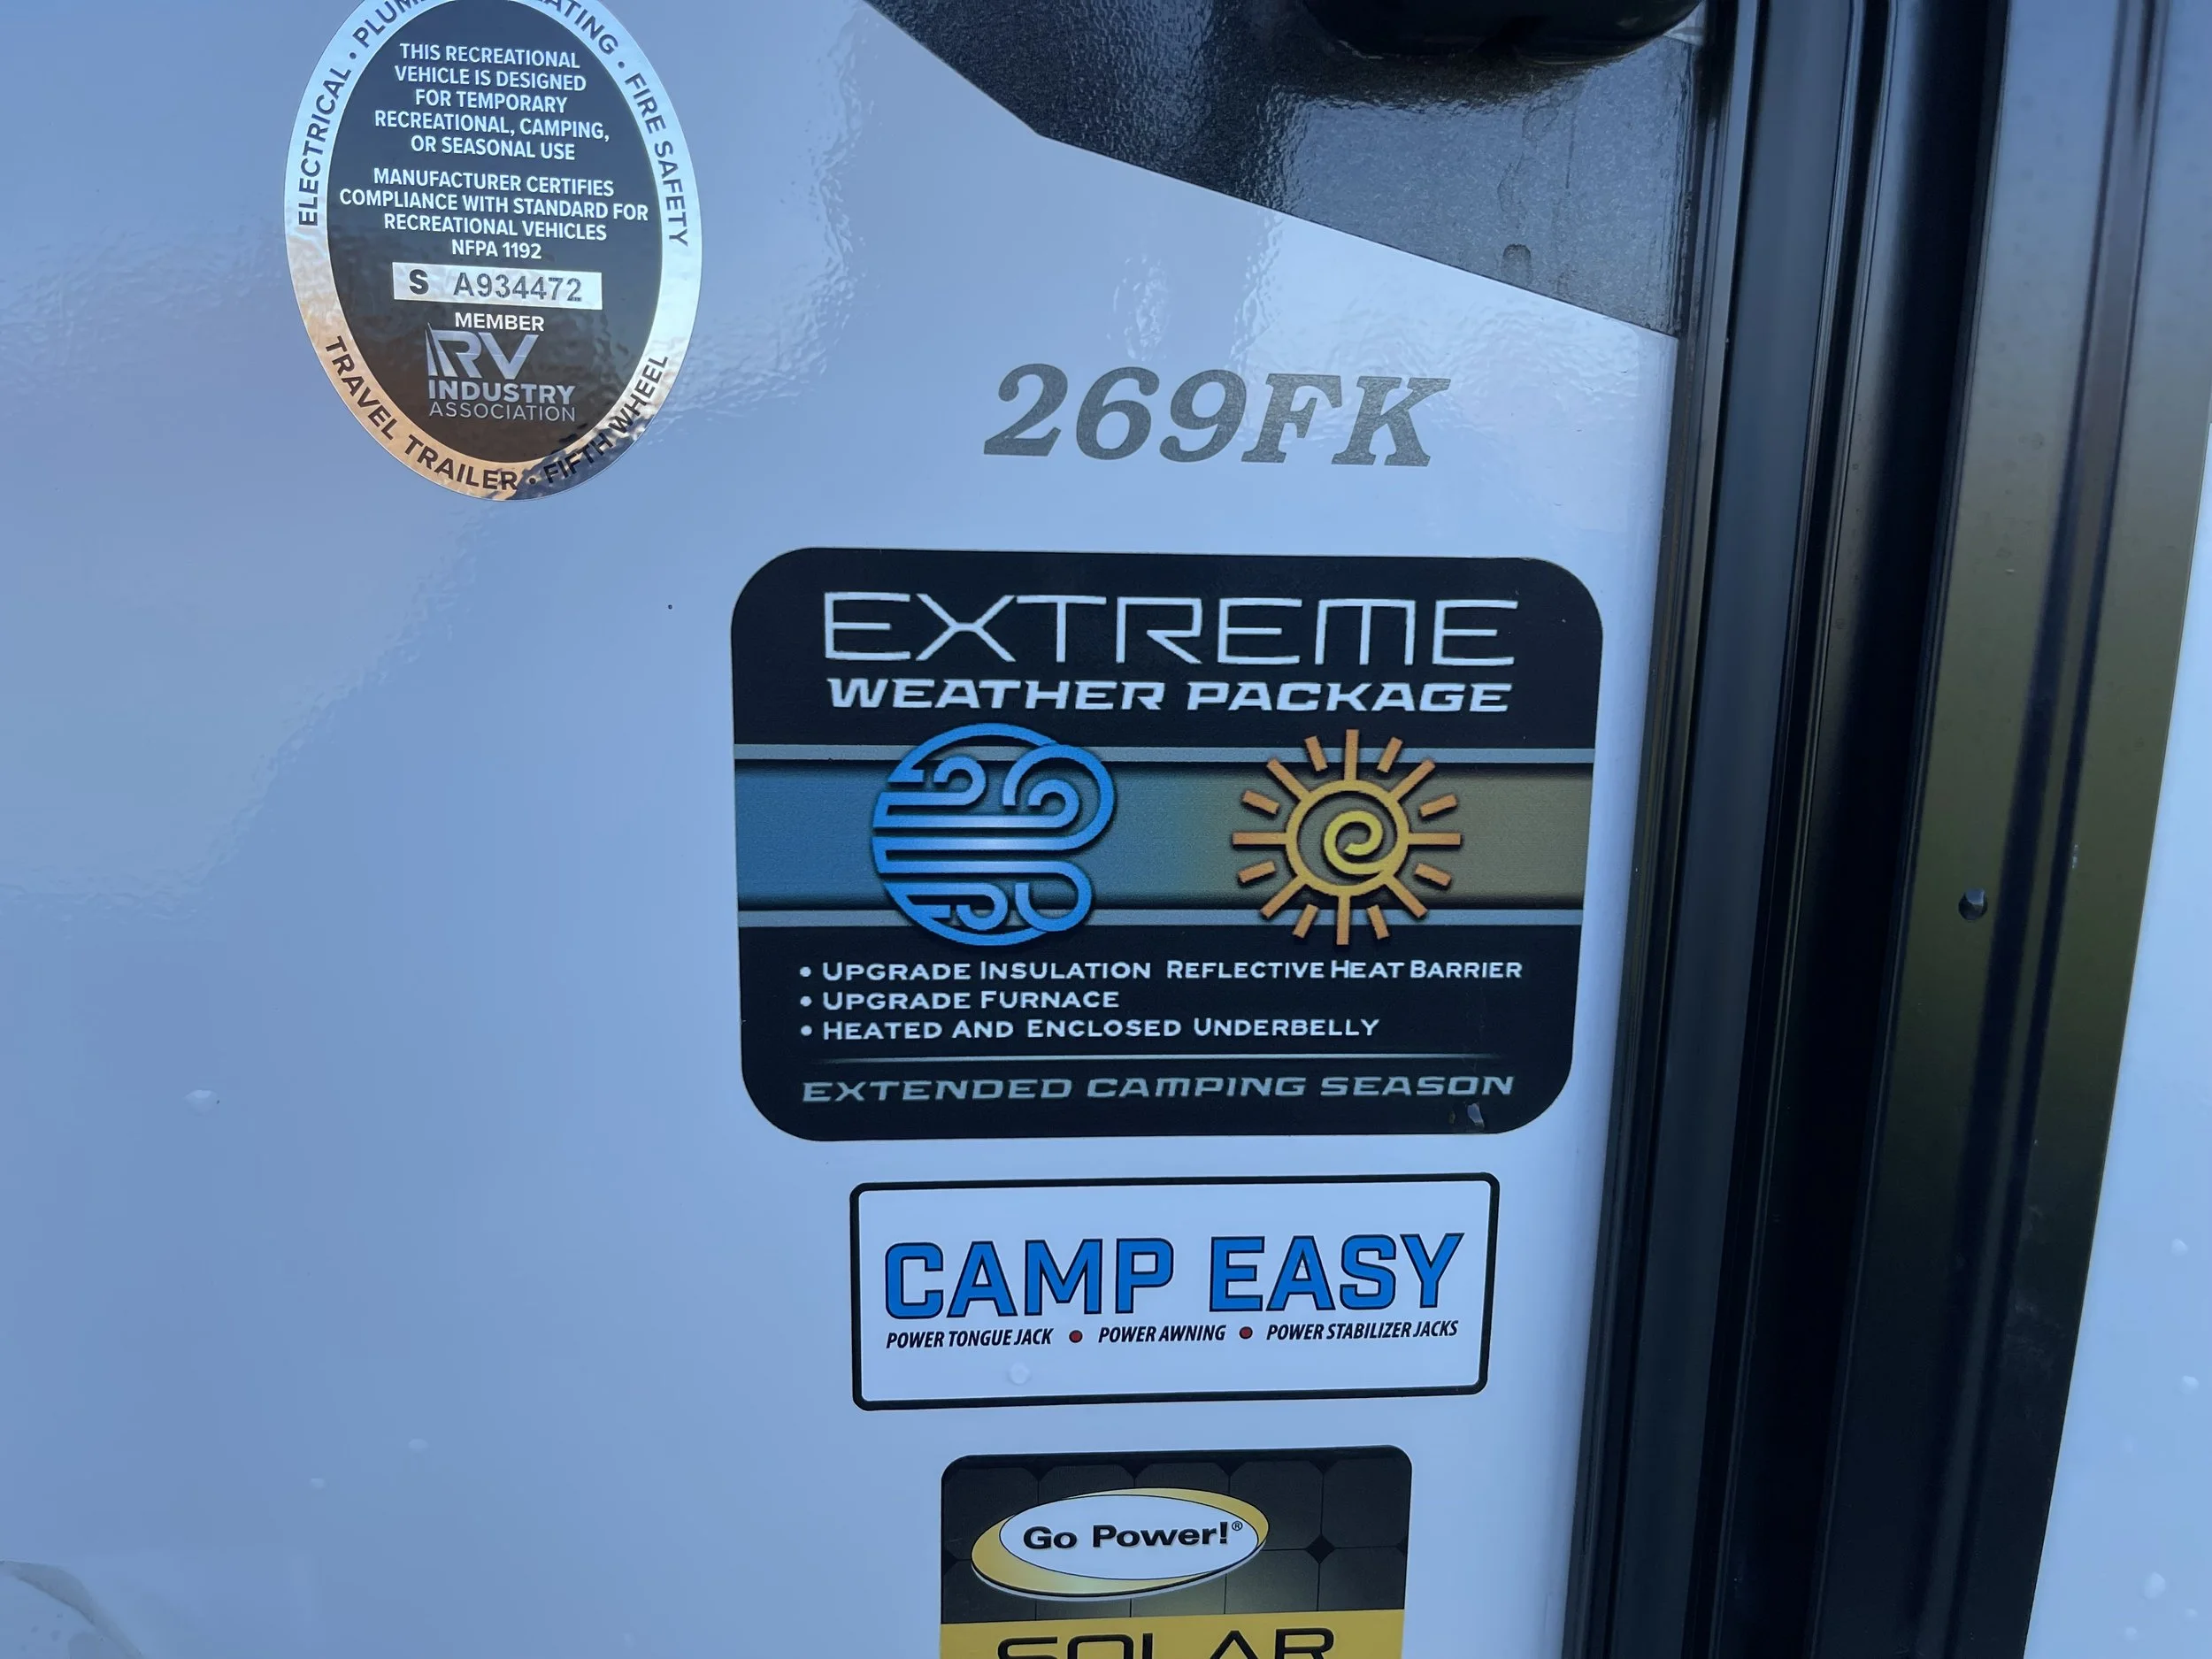 ELECTRICAL • PLUM
ATING • FIRE SAFETY
THIS RECREATIONAL
VEHICLE IS DESIGNED
FOR TEMPORARY
RECREATIONAL, CAMPING,
OR SEASONAL USE
MANUFACTURER CERTIFIES
COMPLIANCE WITH STANDARD FOR
RECREATIONAL VEHICLES
NFPA 1192
S A934472
MEMBER
RV
INDUSTRY
ASSOCIATION
TRAVEL TRAILER • FIFTH WHEEL
269FK
EXTREME
WEATHER PACKAGE
• UPGRADE INSULATION REFLECTIVE HEAT BARRIER
• UPGRADE FURNACE
• HEATED AND ENCLOSED UNDERBELLY
EXTENDED CAMPING SEASON
CAMP EASY
POWER TONGUE JACK • POWER AWNING • POWER STABILIZER JACKS
Go Power!®
SOLAR